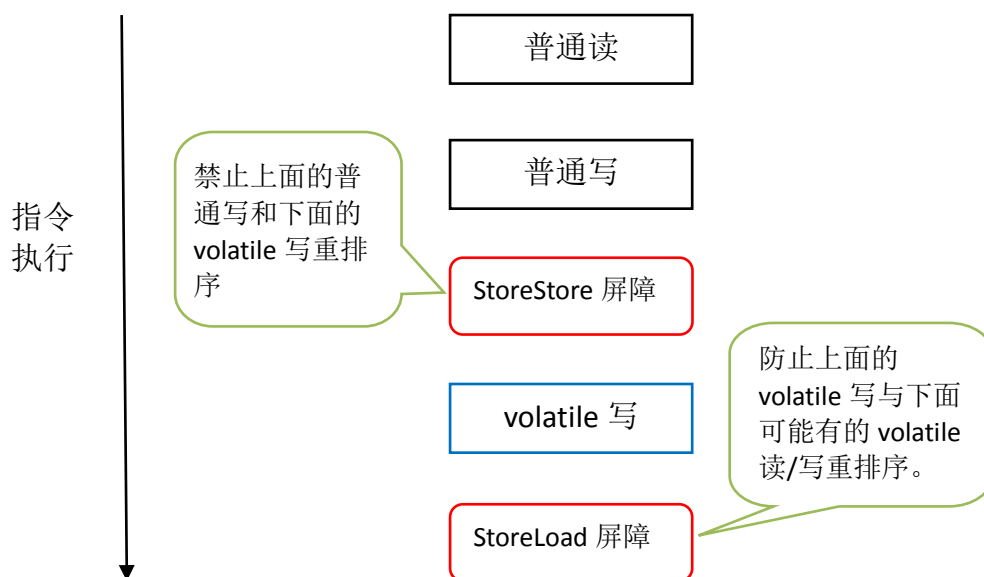 普通读
普通写
禁止上面的普
通写和下面的
volatile 写重排
序
指令
执行
StoreStore 屏障
防止上面的
volatile 写与下面
可能有的 volatile
读/写重排序。
volatile 写
StoreLoad 屏障